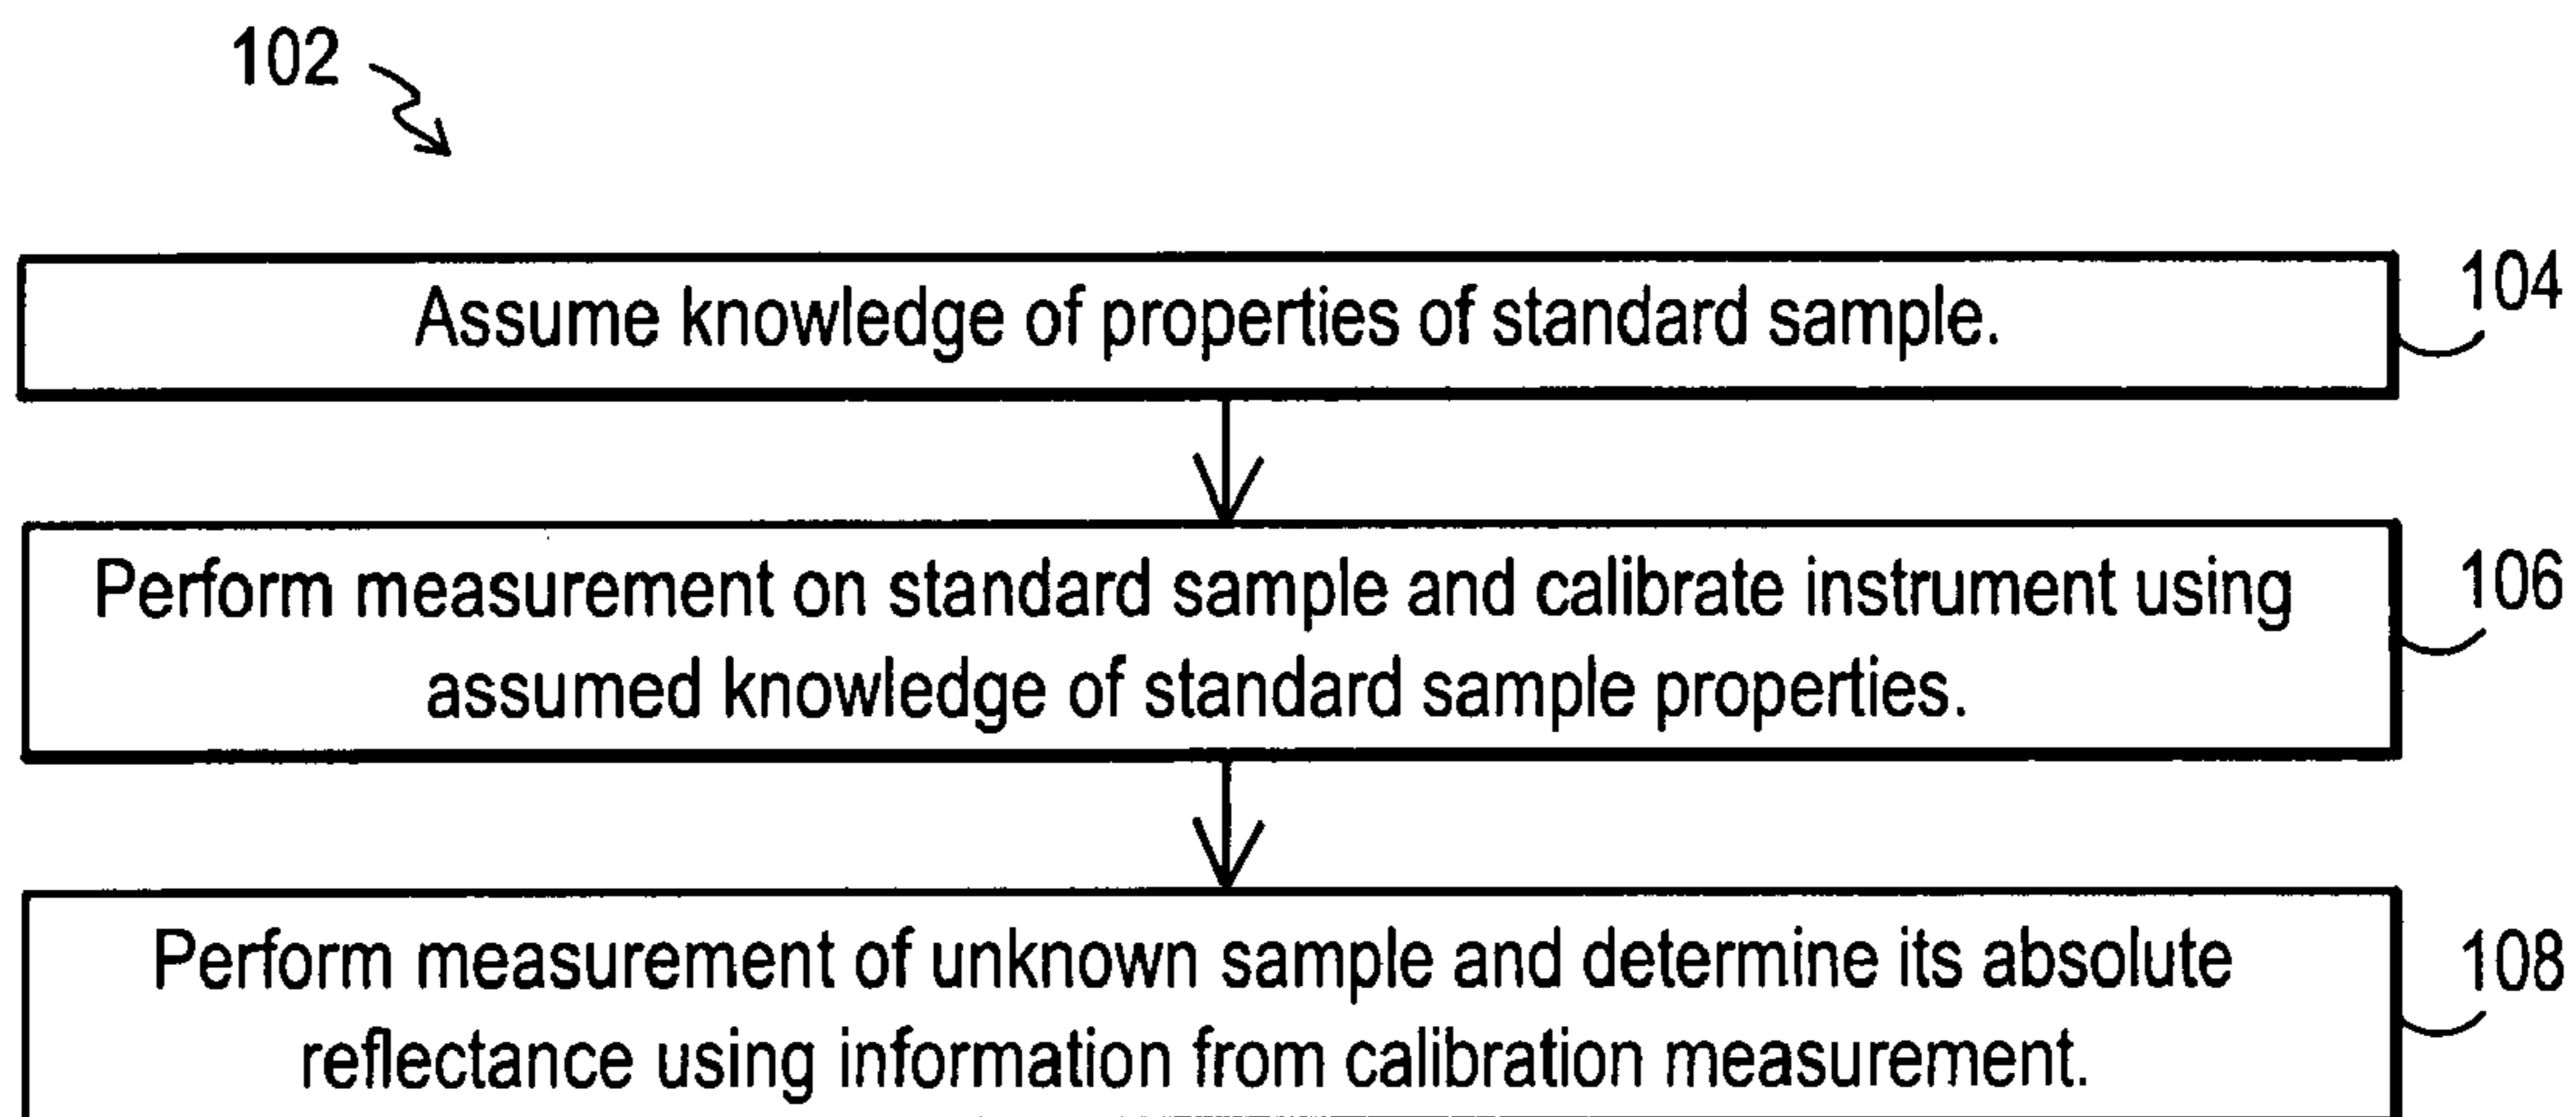 102
Assume knowledge of properties of standard sample.
104
Perform measurement on standard sample and calibrate instrument using
assumed knowledge of standard sample properties.
106
Perform measurement of unknown sample and determine its absolute
reflectance using information from calibration measurement.
108